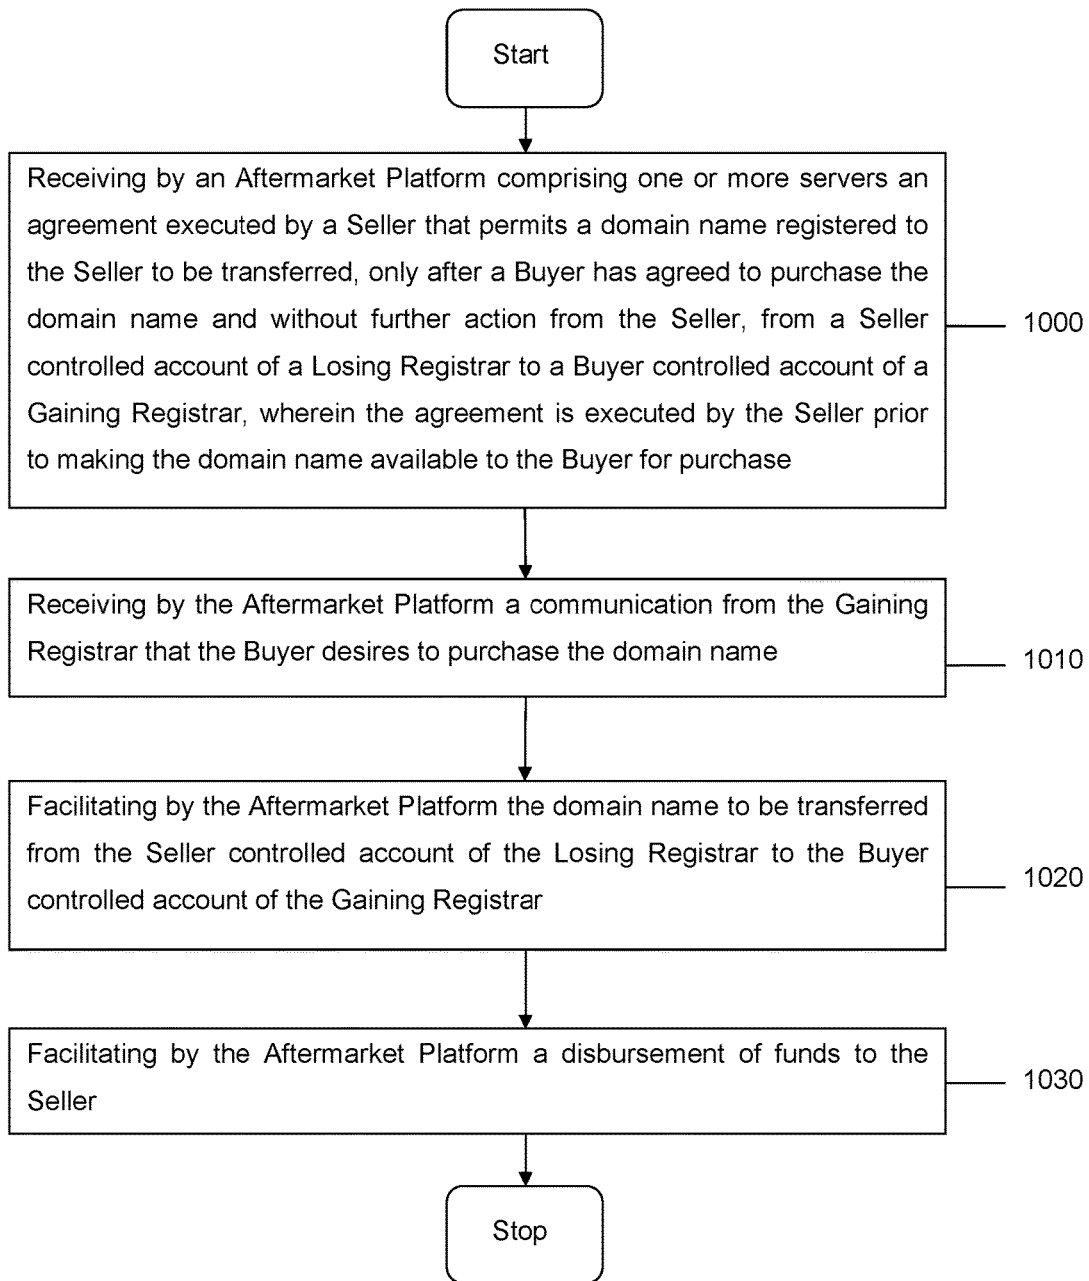 Start
Receiving by an Aftermarket Platform comprising one or more servers an
agreement executed by a Seller that permits a domain name registered to
the Seller to be transferred, only after a Buyer has agreed to purchase the
domain name and without further action from the Seller, from a Seller
controlled account of a Losing Registrar to a Buyer controlled account of a
Gaining Registrar, wherein the agreement is executed by the Seller prior
to making the domain name available to the Buyer for purchase
1000
Receiving by the Aftermarket Platform a communication from the Gaining
Registrar that the Buyer desires to purchase the domain name
1010
Facilitating by the Aftermarket Platform the domain name to be transferred
from the Seller controlled account of the Losing Registrar to the Buyer
controlled account of the Gaining Registrar
1020
Facilitating by the Aftermarket Platform a disbursement of funds to the
Seller
1030
Stop